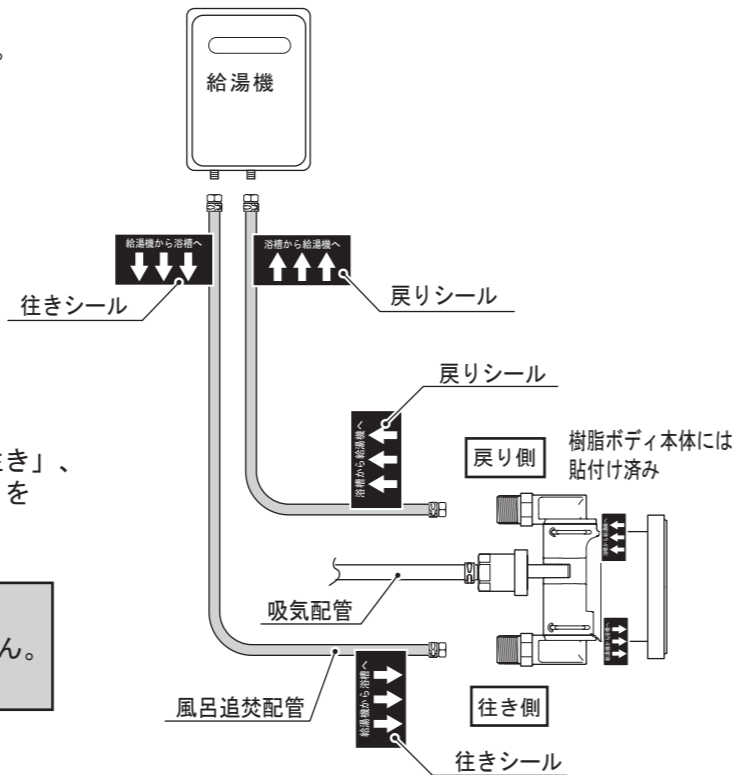 。
給湯機
給湯機から浴槽へ
浴槽から給湯機へ
往きシール
戻りシール
戻りシール
浴槽から給湯機へ
戻り側
樹脂ボディ本体には
貼付け済み
き」、
を
吸気配管
ん。
風呂追焚配管
給湯機から浴槽へ
往き側
往きシール